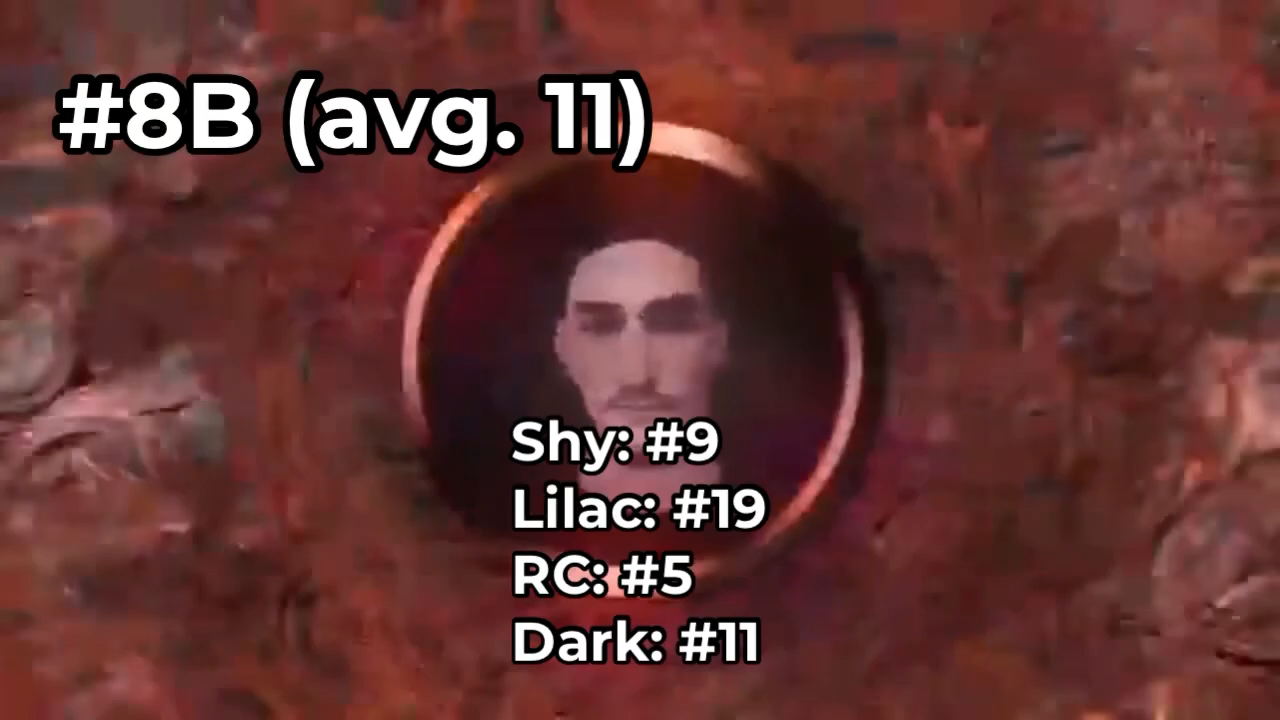 #8B (avg. 11)
Shy: #9
Lilac: #19
RC: #5
Dark: #11